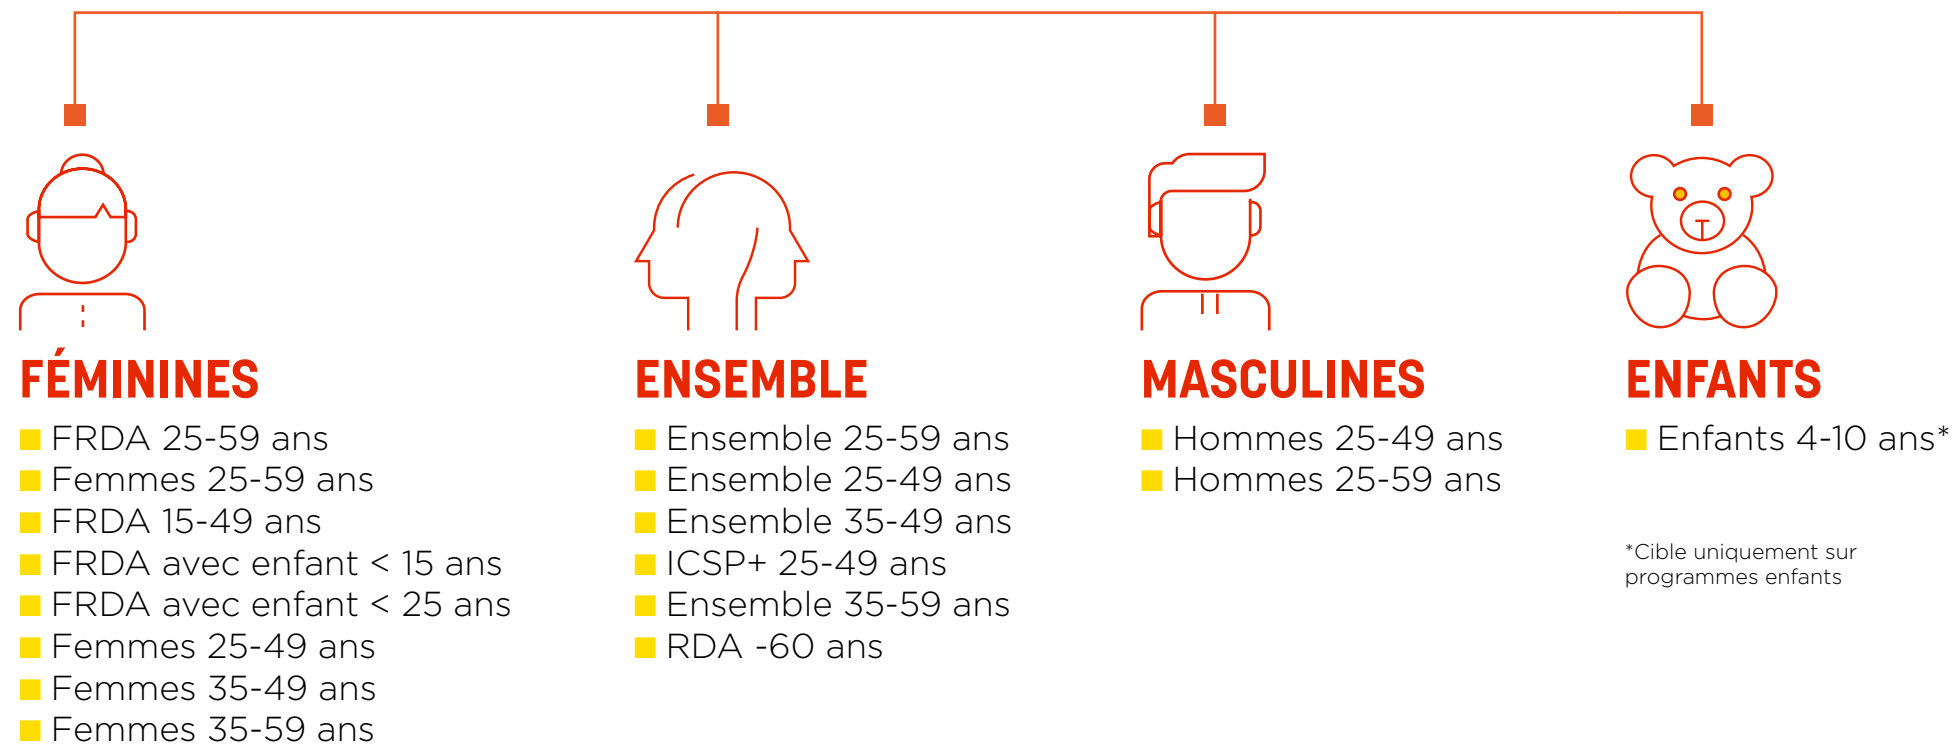 FÉMININES
FRDA 25-59 ans
Femmes 25-59 ans
FRDA 15-49 ans
FRDA avec enfant < 15 ans
FRDA avec enfant < 25 ans
Femmes 25-49 ans
Femmes 35-49 ans
Femmes 35-59 ans
ENSEMBLE
Ensemble 25-59 ans
Ensemble 25-49 ans
Ensemble 35-49 ans
ICSP+ 25-49 ans
Ensemble 35-59 ans
RDA -60 ans
MASCULINES
Hommes 25-49 ans
Hommes 25-59 ans
ENFANTS
Enfants 4-10 ans*
*Cible uniquement sur
programmes enfants